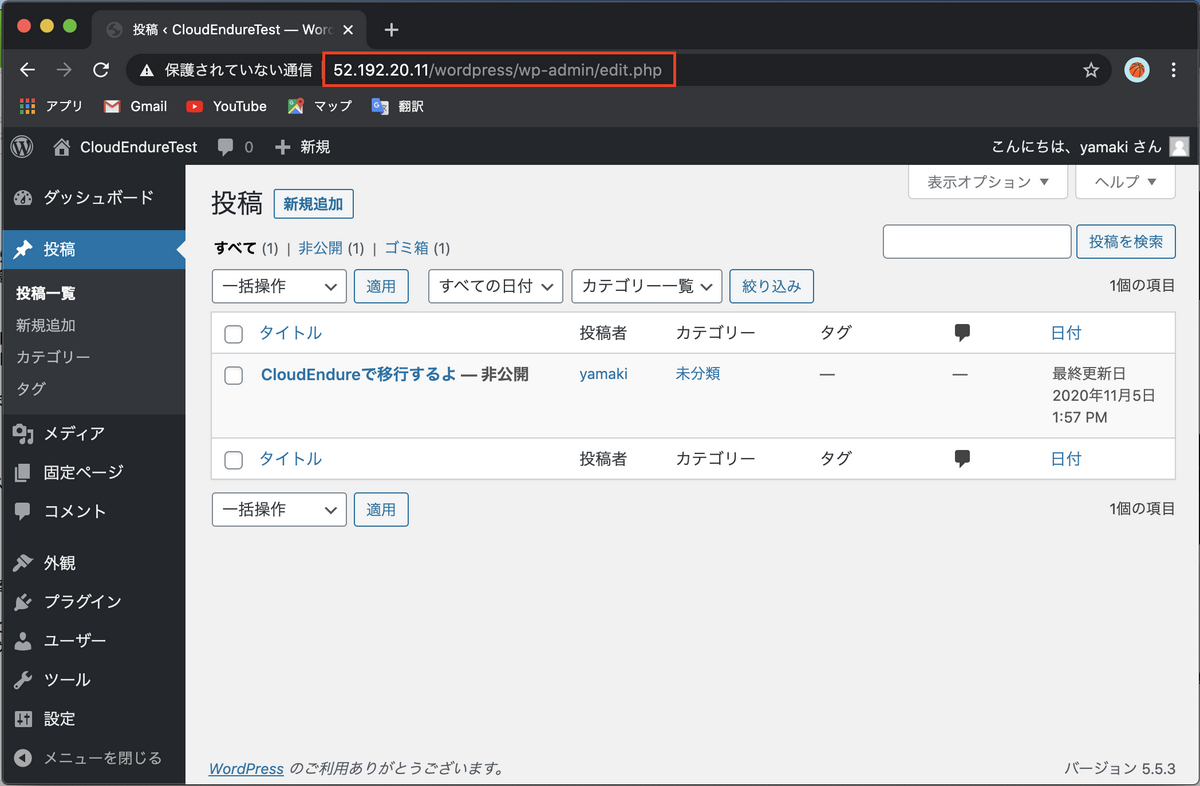 投稿 ‹ CloudEndureTest — Word
保護されていない通信 52.192.20.11/wordpress/wp-admin/edit.php
アプリ Gmail YouTube マップ 翻訳
CloudEndureTest 0 新規 こんにちは、yamaki さん
ダッシュボード
投稿
投稿一覧
新規追加
カテゴリー
タグ
メディア
固定ページ
コメント
外観
プラグイン
ユーザー
ツール
設定
メニューを閉じる
表示オプション ▼ ヘルプ ▼
投稿 新規追加
すべて (1) | 非公開 (1) | ゴミ箱 (1)
投稿を検索
一括操作 適用 すべての日付 カテゴリー一覧 絞り込み 1個の項目
タイトル 投稿者 カテゴリー タグ 日付
CloudEndureで移行するよ — 非公開 yamaki 未分類 — — 最終更新日
2020年11月5日
1:57 PM
タイトル 投稿者 カテゴリー タグ 日付
一括操作 適用 1個の項目
WordPress のご利用ありがとうございます。 バージョン 5.5.3